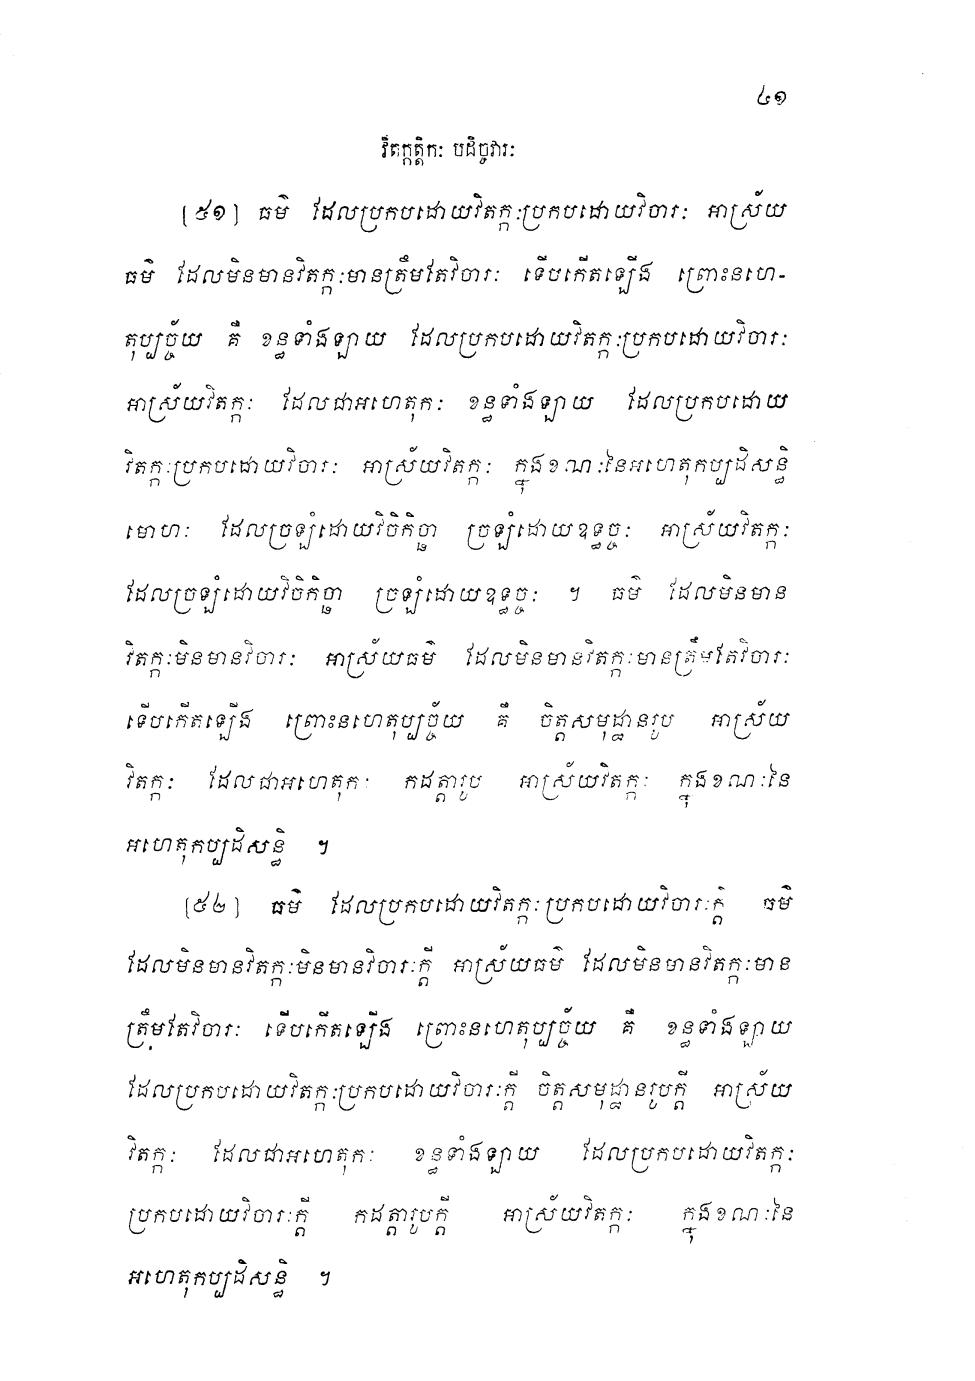 ៤១
វិតក្កត្តិកៈ បដិច្ចវារៈ
[៥១] ធម៌ ដែលប្រកបដោយវិតក្កៈប្រកបដោយវិចារៈ អាស្រ័យ
ធម៌ ដែលមិនមានវិតក្កៈមានត្រឹមតែវិចារៈ ទើបកើតឡើង ព្រោះនហេ-
តុប្បច្ច័យ គឺ ខន្ធទាំងឡាយ ដែលប្រកបដោយវិតក្កៈប្រកបដោយវិចារៈ
អាស្រ័យវិតក្កៈ ដែលជាអហេតុកៈ ខន្ធទាំងឡាយ ដែលប្រកបដោយ
វិតក្កៈប្រកបដោយវិចារៈ អាស្រ័យវិតក្កៈ ក្នុងខណៈនៃអហេតុកប្បដិសន្ធិ
មោហៈ ដែលច្រឡំដោយវិចិកិច្ឆា ច្រឡំដោយឧទ្ធច្ចៈ អាស្រ័យវិតក្កៈ
ដែលច្រឡំដោយវិចិកិច្ឆា ច្រឡំដោយឧទ្ធច្ចៈ ។ ធម៌ ដែលមិនមាន
វិតក្កៈមិនមានវិចារៈ អាស្រ័យធម៌ ដែលមិនមានវិតក្កៈមានត្រឹមតែវិចារៈ
ទើបកើតឡើង ព្រោះនហេតុប្បច្ច័យ គឺ ចិត្តសមុដ្ឋានរូប អាស្រ័យ
វិតក្កៈ ដែលជាអហេតុកៈ កដត្តារូប អាស្រ័យវិតក្កៈ ក្នុងខណៈនៃ
អហេតុកប្បដិសន្ធិ ។
[៥២] ធម៌ ដែលប្រកបដោយវិតក្កៈប្រកបដោយវិចារៈក្តី ធម៌
ដែលមិនមានវិតក្កៈមិនមានវិចារៈក្តី អាស្រ័យធម៌ ដែលមិនមានវិតក្កៈមាន
ត្រឹមតែវិចារៈ ទើបកើតឡើង ព្រោះនហេតុប្បច្ច័យ គឺ ខន្ធទាំងឡាយ
ដែលប្រកបដោយវិតក្កៈប្រកបដោយវិចារៈក្តី ចិត្តសមុដ្ឋានរូបក្តី អាស្រ័យ
វិតក្កៈ ដែលជាអហេតុកៈ ខន្ធទាំងឡាយ ដែលប្រកបដោយវិតក្កៈ
ប្រកបដោយវិចារៈក្តី កដត្តារូបក្តី អាស្រ័យវិតក្កៈ ក្នុងខណៈនៃ
អហេតុកប្បដិសន្ធិ ។